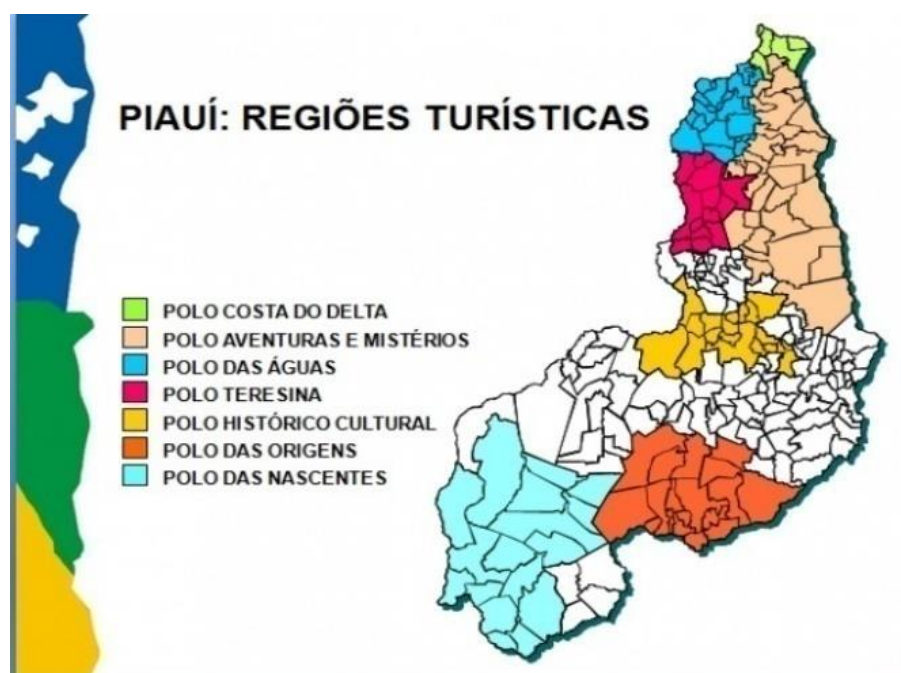 PIAUÍ: REGIÕES TURÍSTICAS
POLO COSTA DO DELTA
POLO AVENTURAS E MISTÉRIOS
POLO DAS ÁGUAS
POLO TERESINA
POLO HISTÓRICO CULTURAL
POLO DAS ORIGENS
POLO DAS NASCENTES